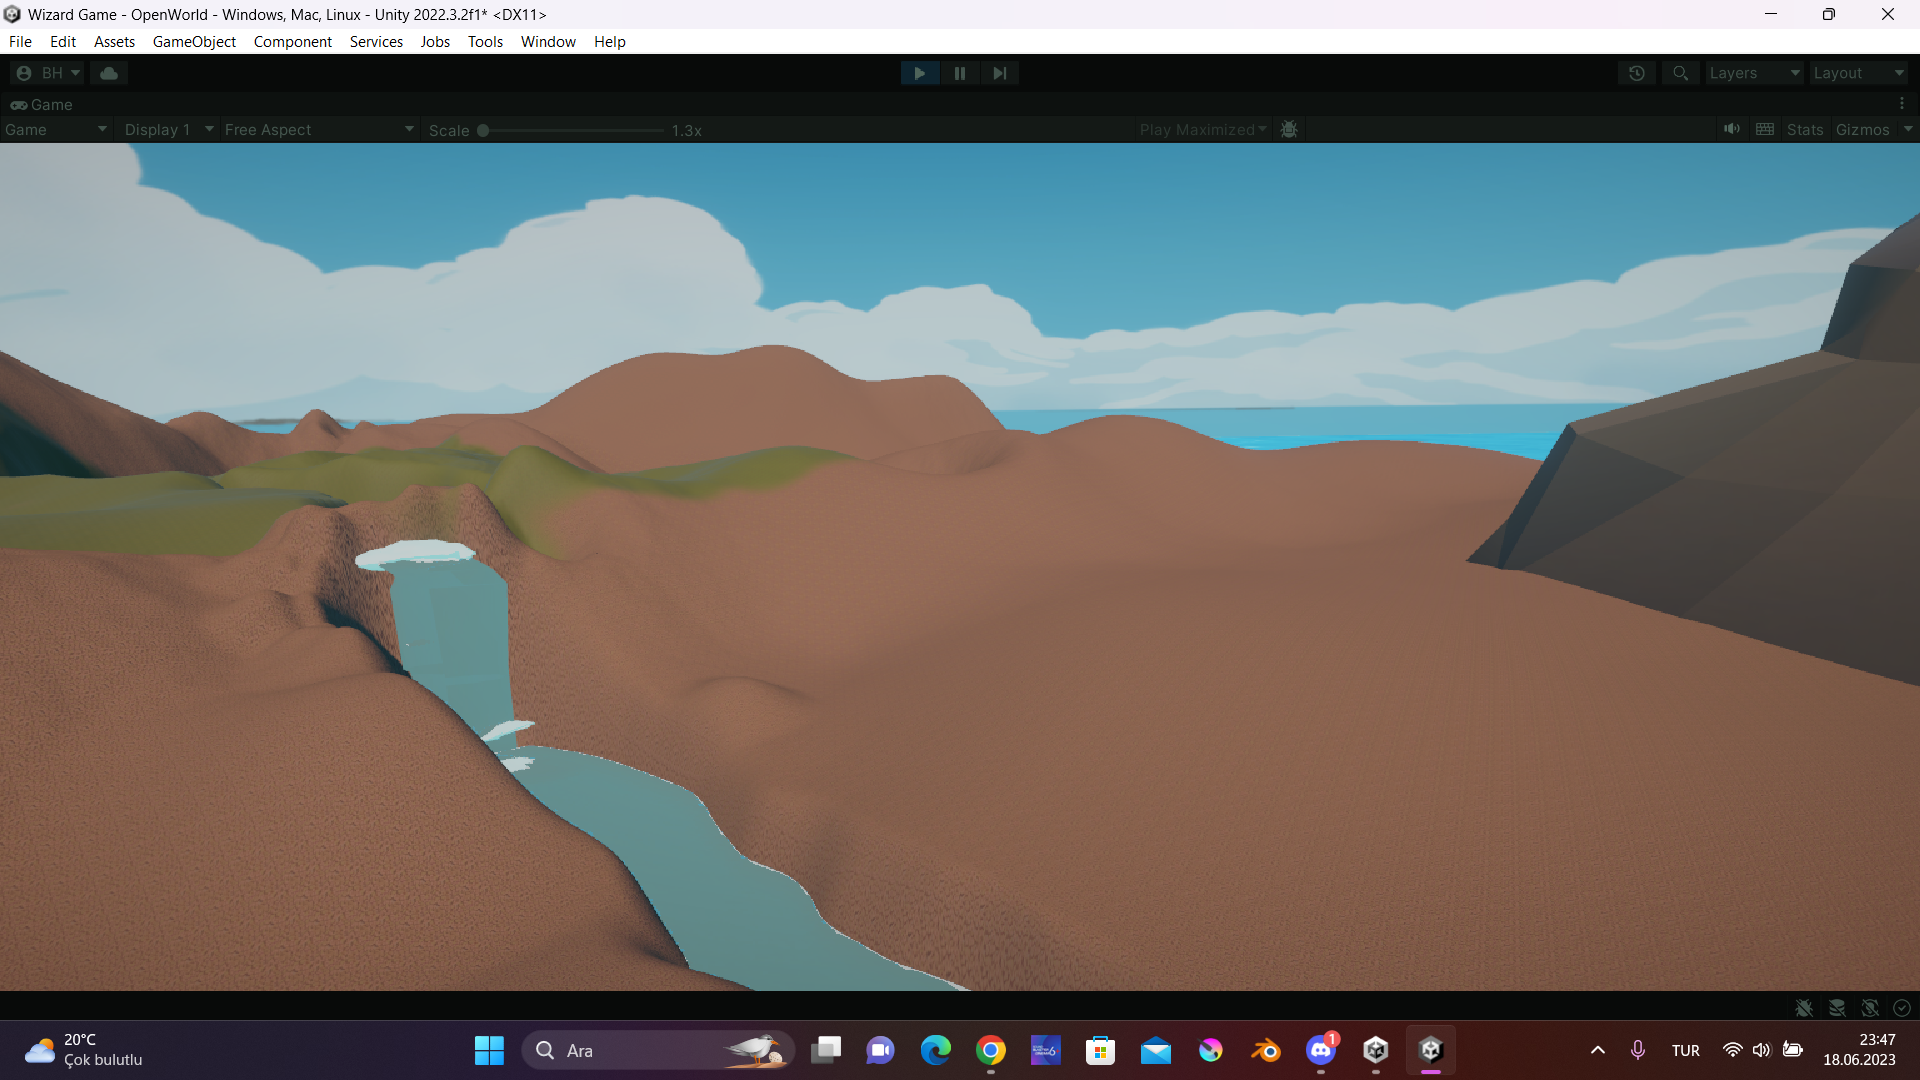 Wizard Game - OpenWorld - Windows, Mac, Linux - Unity 2022.3.2f1* <DX11>
File Edit Assets GameObject Component Services Jobs Tools Window Help
BH Layers Layout
Game
Game Display 1 Free Aspect Scale 1.3x Play Maximized Stats Gizmos
20°C
Çok bulutlu
Ara
6
1
TUR
23:47
18.06.2023